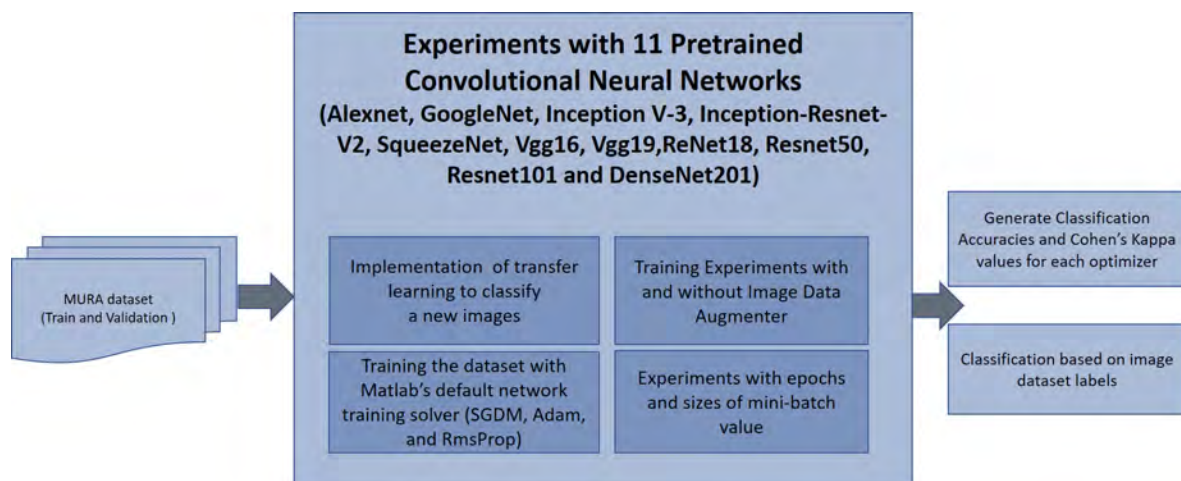 Experiments with 11 Pretrained
Convolutional Neural Networks
(Alexnet, GoogleNet, Inception V-3, Inception-Resnet-
V2, SqueezeNet, Vgg16, Vgg19,ReNet18, Resnet50,
Resnet101 and DenseNet201)
MURA dataset
(Train and Validation )
Implementation of transfer
learning to classify
a new images
Training Experiments with
and without Image Data
Augmenter
Training the dataset with
Matlab's default network
training solver (SGDM, Adam,
and RmsProp)
Experiments with epochs
and sizes of mini-batch
value
Generate Classification
Accuracies and Cohen's Kappa
values for each optimizer
Classification based on image
dataset labels